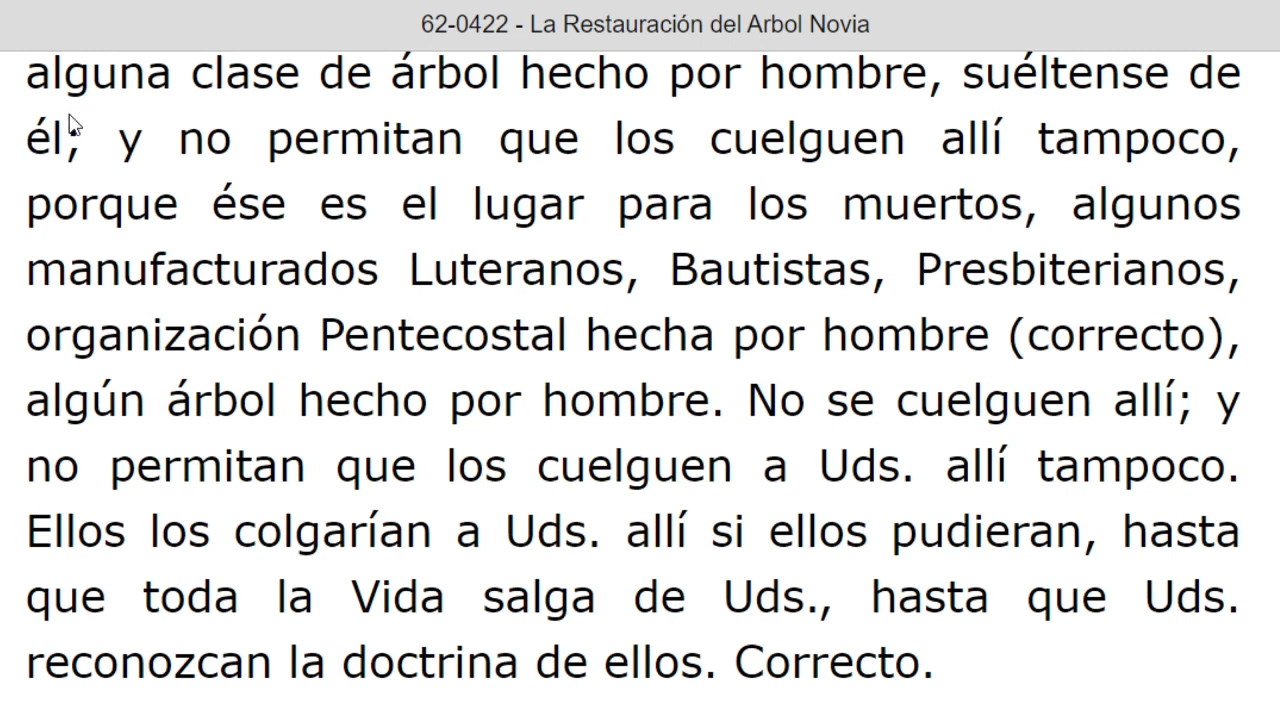 62-0422 - La Restauración del Arbol Novia
alguna clase de árbol hecho por hombre, suéltense de
él; y no permitan que los cuelguen allí tampoco,
porque ése es el lugar para los muertos, algunos
manufacturados Luteranos, Bautistas, Presbiterianos,
organización Pentecostal hecha por hombre (correcto),
algún árbol hecho por hombre. No se cuelguen allí; y
no permitan que los cuelguen a Uds. allí tampoco.
Ellos los colgarían a Uds. allí si ellos pudieran, hasta
que toda la Vida salga de Uds., hasta que Uds.
reconozcan la doctrina de ellos. Correcto.